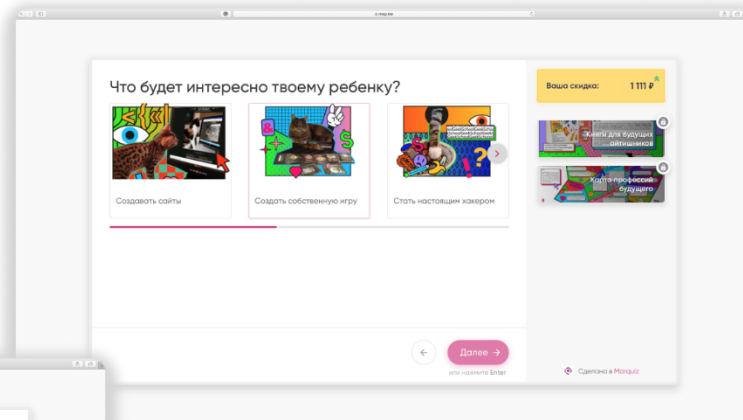 Что будет интересно твоему ребенку?
Создавать сайты
Создать собственную игру
Стать настоящим хакером
Далее →
или нажмите Enter
Ваша скидка: 1 111 ₽
Книги для будущих
айтишников
Карта профессий
будущего
Сделано в Marquiz